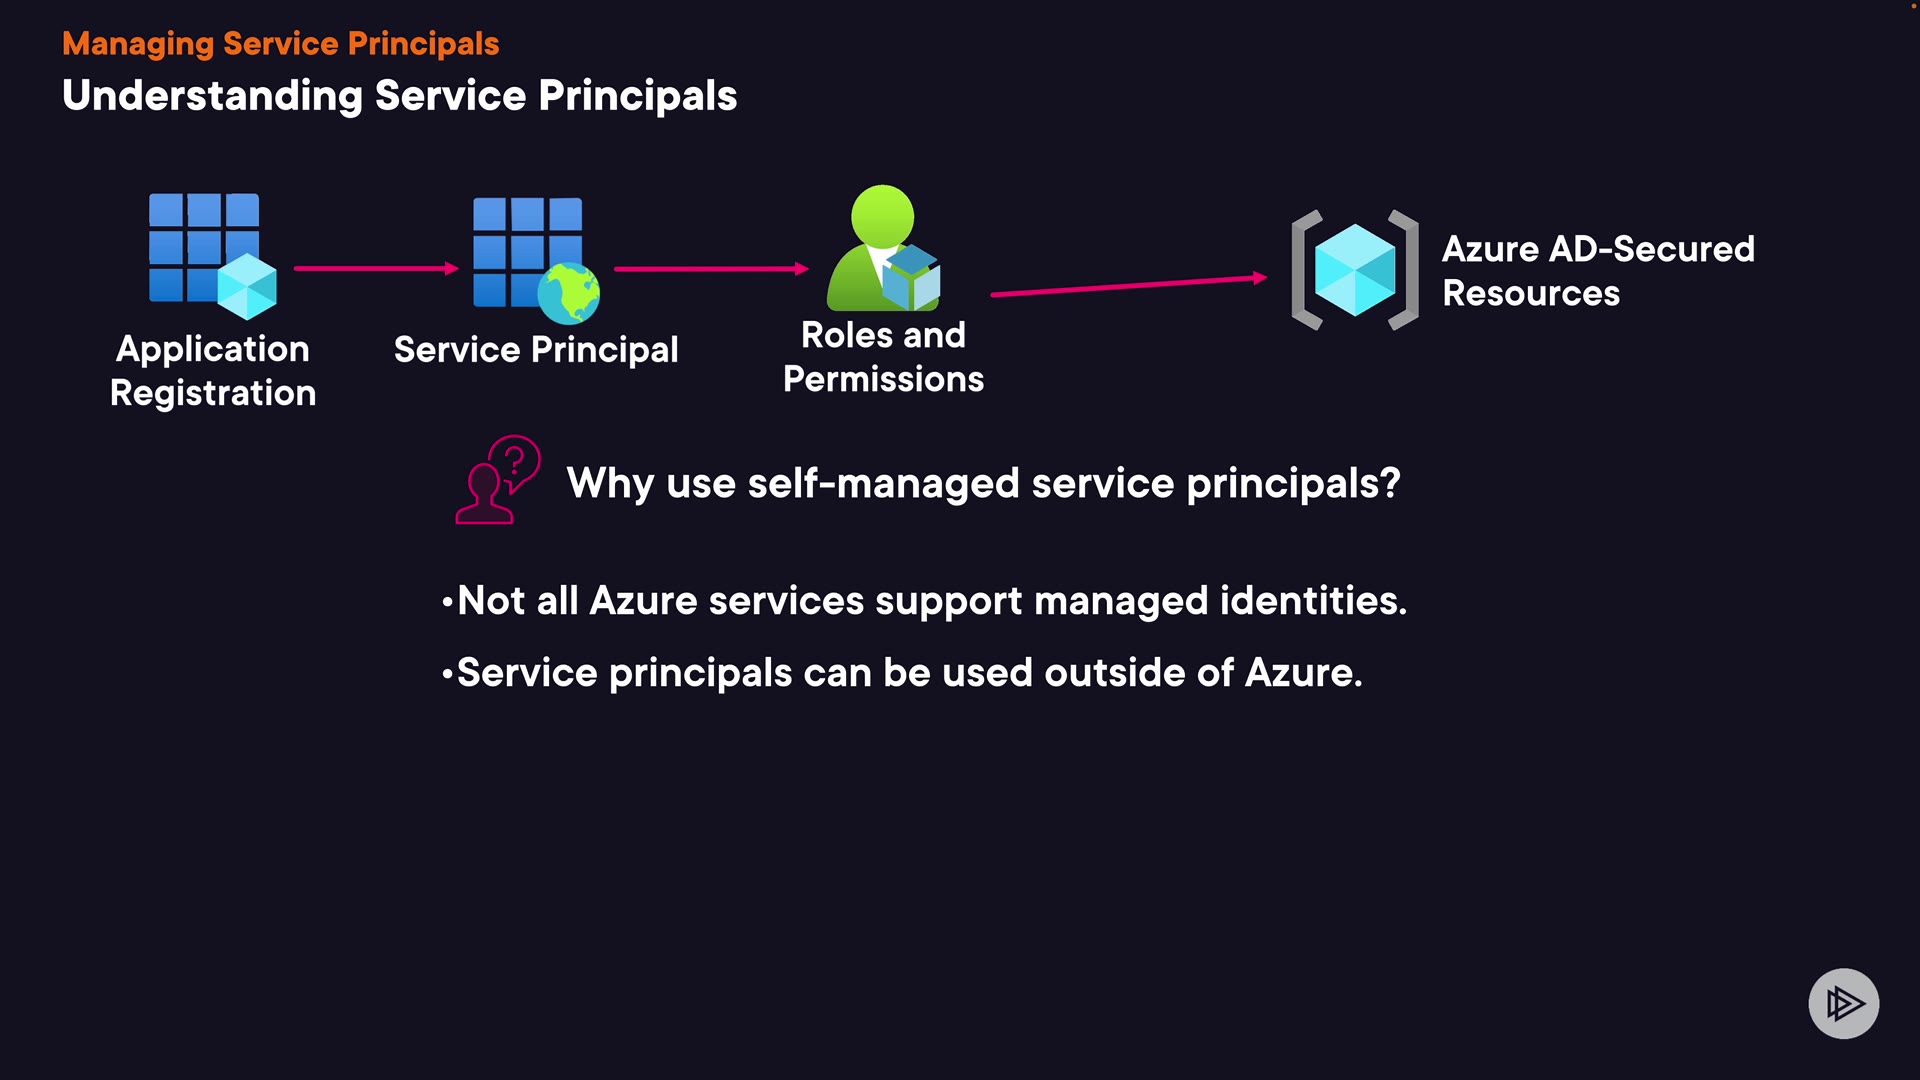 Managing Service Principals
Understanding Service Principals
Application
Registration
Service Principal
Roles and
Permissions
Azure AD-Secured
Resources
?
Why use self-managed service principals?
•Not all Azure services support managed identities.
•Service principals can be used outside of Azure.